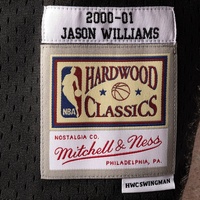 2000-01
JASON WILLIAMS
HARDWOOD
NBA
CLASSICS
NOSTALGIA CO.
Mitchell & Ness
PHILADELPHIA, PA.
HWC SWINGMAN